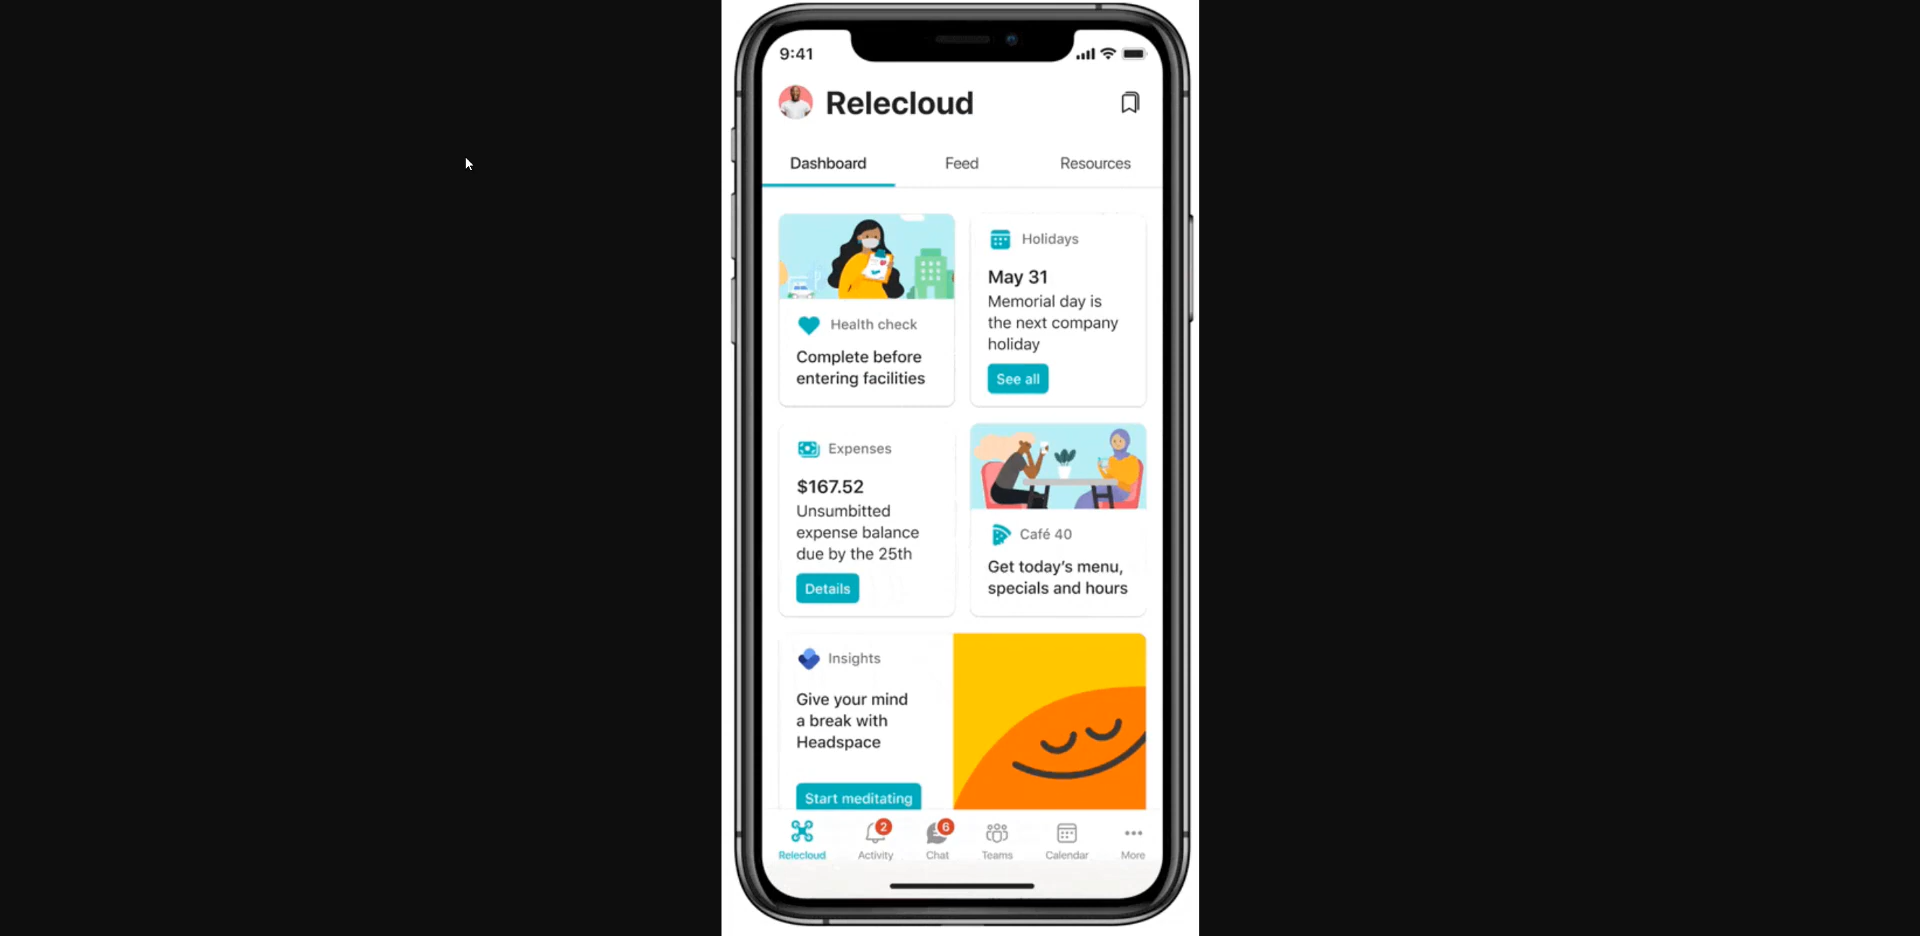 9:41
Relecloud
Dashboard
Feed
Resources
Health check
Complete before
entering facilities
Holidays
May 31
Memorial day is
the next company
holiday
See all
Expenses
$167.52
Unsumbitted
expense balance
due by the 25th
Details
Café 40
Get today’s menu,
specials and hours
Insights
Give your mind
a break with
Headspace
Start meditating
Relecloud
2
Activity
6
Chat
Teams
Calendar
More